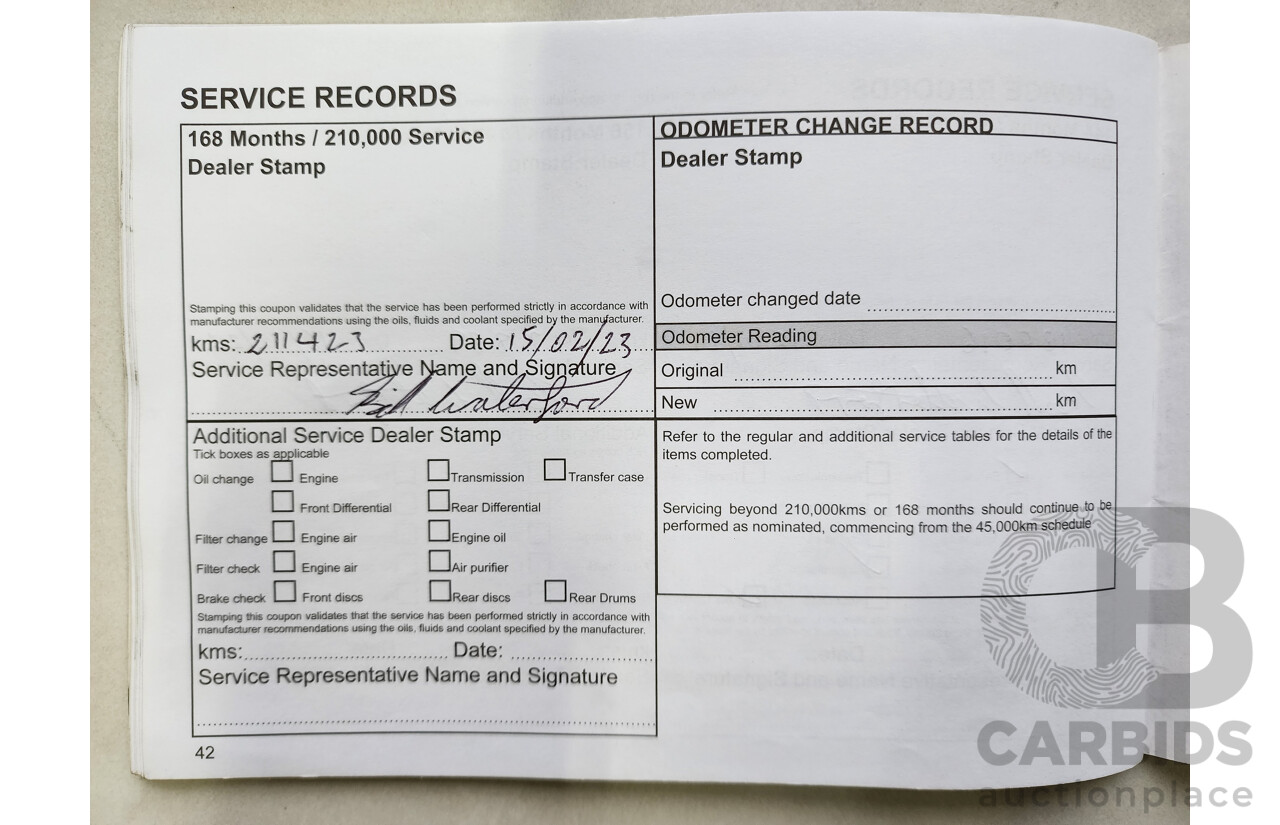 SERVICE RECORDS
168 Months / 210,000 Service
Dealer Stamp
Stamping this coupon validates that the service has been performed strictly in accordance with
manufacturer recommendations using the oils, fluids and coolant specified by the manufacturer.
kms: 211423 Date: 15/02/23
Service Representative Name and Signature
Bill Waterford
Additional Service Dealer Stamp
Tick boxes as applicable
Oil change Engine Transmission Transfer case
Front Differential Rear Differential
Filter change Engine air Engine oil
Filter check Engine air Air purifier
Brake check Front discs Rear discs Rear Drums
Stamping this coupon validates that the service has been performed strictly in accordance with
manufacturer recommendations using the oils, fluids and coolant specified by the manufacturer.
kms: Date:
Service Representative Name and Signature
42
ODOMETER CHANGE RECORD
Dealer Stamp
Odometer changed date
Odometer Reading
Original km
New km
Refer to the regular and additional service tables for the details of the
items completed.
Servicing beyond 210,000kms or 168 months should continue to be
performed as nominated, commencing from the 45,000km schedule
CB
CARBIDS
auctionplace